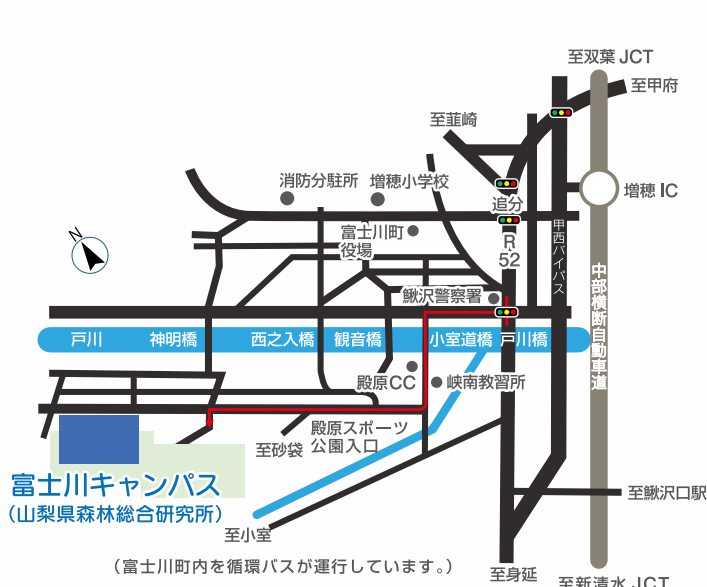 至双葉 JCT
至甲府
至韮崎
消防分駐所
増穂小学校
増穂 IC
追分
富士川町
役場
R
52
甲西バイパス
N
中部横断自動車道
鰍沢警察署
戸川
神明橋
西之入橋
観音橋
小室道橋
戸川橋
殿原CC
峡南教習所
殿原スポーツ
公園入口
至砂袋
富士川キャンパス
(山梨県森林総合研究所)
至鰍沢口駅
至小室
(富士川町内を循環バスが運行しています。)
至身延
至新清水 JCT